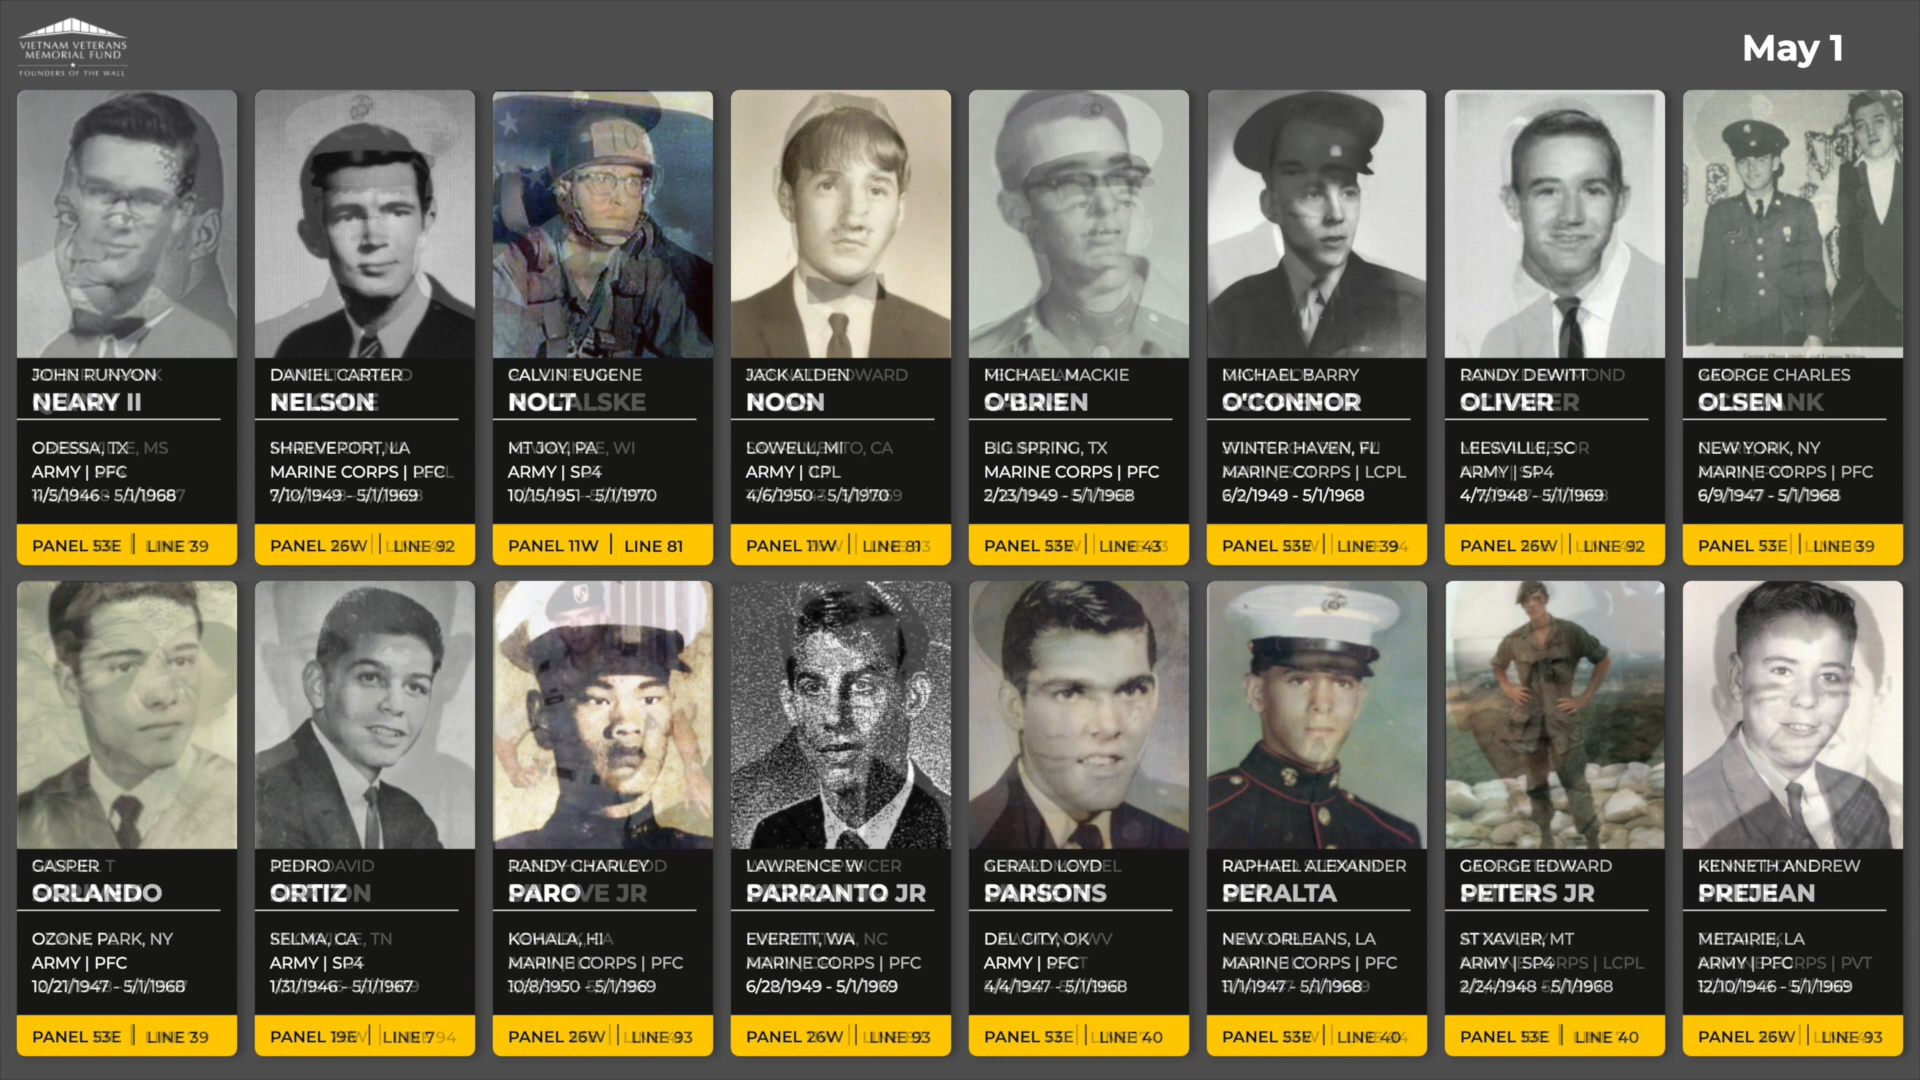 VIETNAM VETERANS
MEMORIAL FUND
FOUNDERS OF THE WALL
May 1
JOHN RUNYON
NEARY II
ODESSA, TX
ARMY | PFC
4/5/1946 - 5/1/1968
PANEL 53E | LINE 39
DANIEL CARTER
NELSON
SHREVEPORT, LA
MARINE CORPS | PFC
- 5/1/1969
PANEL 26W | LINE 92
CALVIN EUGENE
NOLT
MT JOY, PA
ARMY | SP4
10/15/1951 - 5/1/1970
PANEL 11W | LINE 81
JACK ALDEN
NOON
LOWELL, MI
ARMY | CPL
4/6/1950 - 5/1/1970
PANEL 11W | LINE 81
MICHAEL MACKIE
O'BRIEN
BIG SPRING, TX
MARINE CORPS | PFC
2/23/1949 - 5/1/1968
PANEL 53E | LINE 43
MICHAEL BARRY
O'CONNOR
WINTER HAVEN, FL
MARINE CORPS | LCPL
6/2/1949 - 5/1/1968
PANEL 53E | LINE 39
RANDY DEWITT
OLIVER
LEESVILLE, SC
ARMY | SP4
4/7/1948 - 5/1/1969
PANEL 26W | LINE 92
GEORGE CHARLES
OLSEN
NEW YORK, NY
MARINE CORPS | PFC
6/9/1947 - 5/1/1968
PANEL 53E | LINE 39
GASPER
ORLANDO
OZONE PARK, NY
ARMY | PFC
10/21/1947 - 5/1/1968
PANEL 53E | LINE 39
PEDRO
ORTIZ
SELMA, CA
ARMY | SP4
1/31/1946 - 5/1/1967
PANEL 19E | LINE 7
RANDY CHARLEY
PARO
KOHALA, HI
MARINE CORPS | PFC
- 5/1/1969
PANEL 26W | LINE 93
LAWRENCE W
PARRANTO JR
EVERETT, WA
MARINE CORPS | PFC
6/28/1949 - 5/1/1969
PANEL 26W | LINE 93
GERALD LOYD
PARSONS
DEL CITY, OK
ARMY | PFC
4/4/1947 - 5/1/1968
PANEL 53E | LINE 40
RAPHAEL ALEXANDER
PERALTA
NEW ORLEANS, LA
MARINE CORPS | PFC
11/1/1947 - 5/1/1968
PANEL 53E | LINE 40
GEORGE EDWARD
PETERS JR
ST XAVIER, MT
ARMY | SP4
2/24/1948 - 5/1/1968
PANEL 53E | LINE 40
KENNETH ANDREW
PREJEAN
METAIRIE, LA
ARMY | PFC
12/10/1946 - 5/1/1969
PANEL 26W | LINE 93